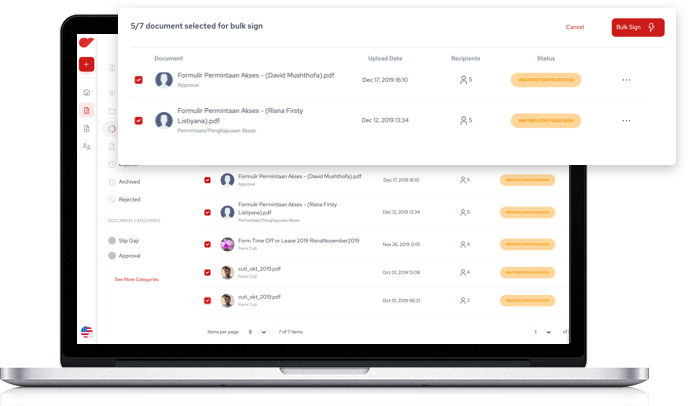 5/7 document selected for bulk sign
Cancel
Bulk Sign
Document
Upload Date
Recipients
Status
Formulir Permintaan Akses - (David Mushthofa).pdf
Approval
Dec 17, 2019 16:10
5
WAITING FOR YOUR SIGN
Formulir Permintaan Akses - (Risna Firsty
Listiyana).pdf
Permintaan/Penghapusan Akses
Dec 12, 2019 13:34
5
WAITING FOR YOUR SIGN
Archived
Rejected
DOCUMENT CATEGORIES
Slip Gaji
Approval
See More Categories
Formulir Permintaan Akses - (David Mushthofa).pdf
Approval
Dec 17, 2019 16:10
5
WAITING FOR YOUR SIGN
Formulir Permintaan Akses - (Risna Firsty
Listiyana).pdf
Permintaan/Penghapusan Akses
Dec 12, 2019 13:34
5
WAITING FOR YOUR SIGN
Form Time Off or Leave 2019 RisnaNovember2019
Form Cuti
Nov 26, 2019 12:01
4
WAITING FOR YOUR SIGN
cuti_okt_2019.pdf
Form Cuti
Oct 01, 2019 13:08
4
WAITING FOR YOUR SIGN
cuti_okt_2019.pdf
Form Cuti
Oct 01, 2019 06:21
2
WAITING FOR YOUR SIGN
Items per page: 8
7 of 7 items
1
of